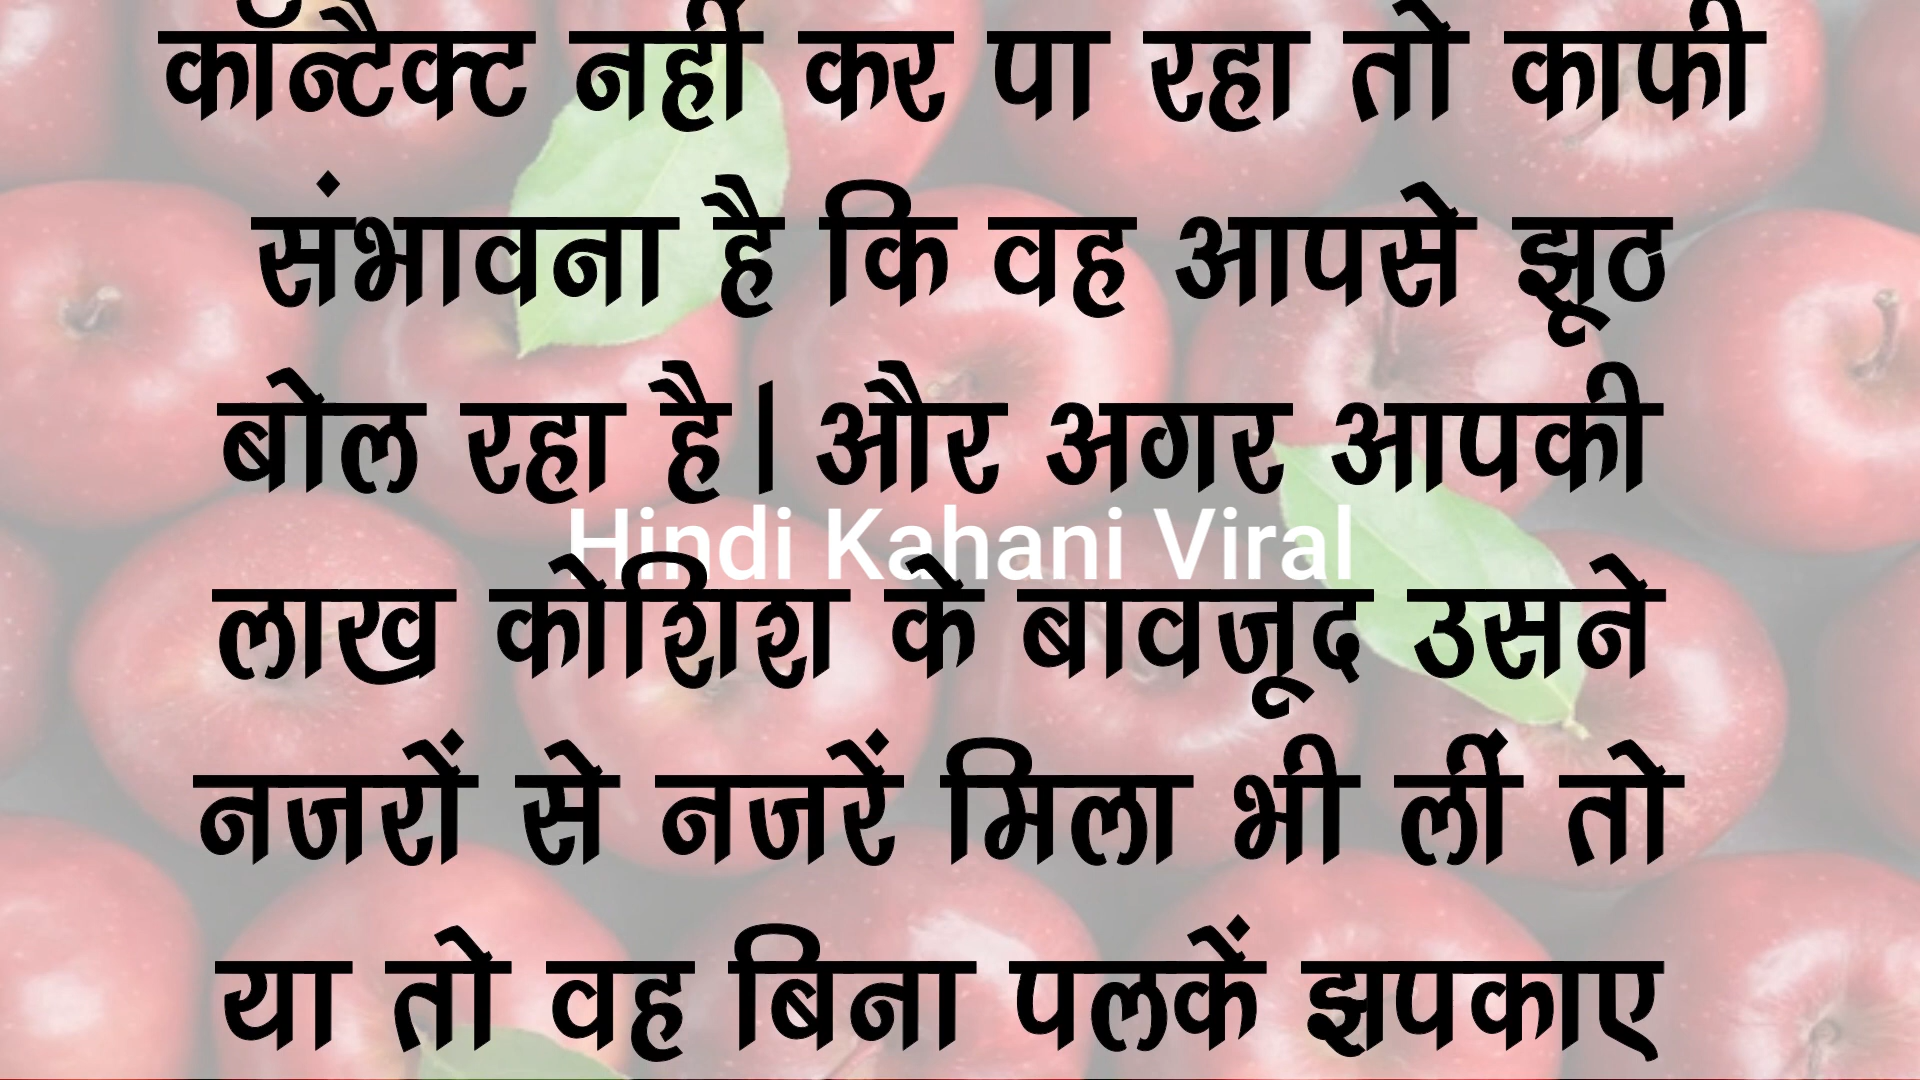 कॉन्टैक्ट नहीं कर पा रहा तो काफी
संभावना है कि वह आपसे झूठ
बोल रहा है। और अगर आपकी
Hindi Kahani Viral
लाख कोशिश के बावजूद उसने
नजरों से नजरें मिला भी लीं तो
या तो वह बिना पलकें झपकाए